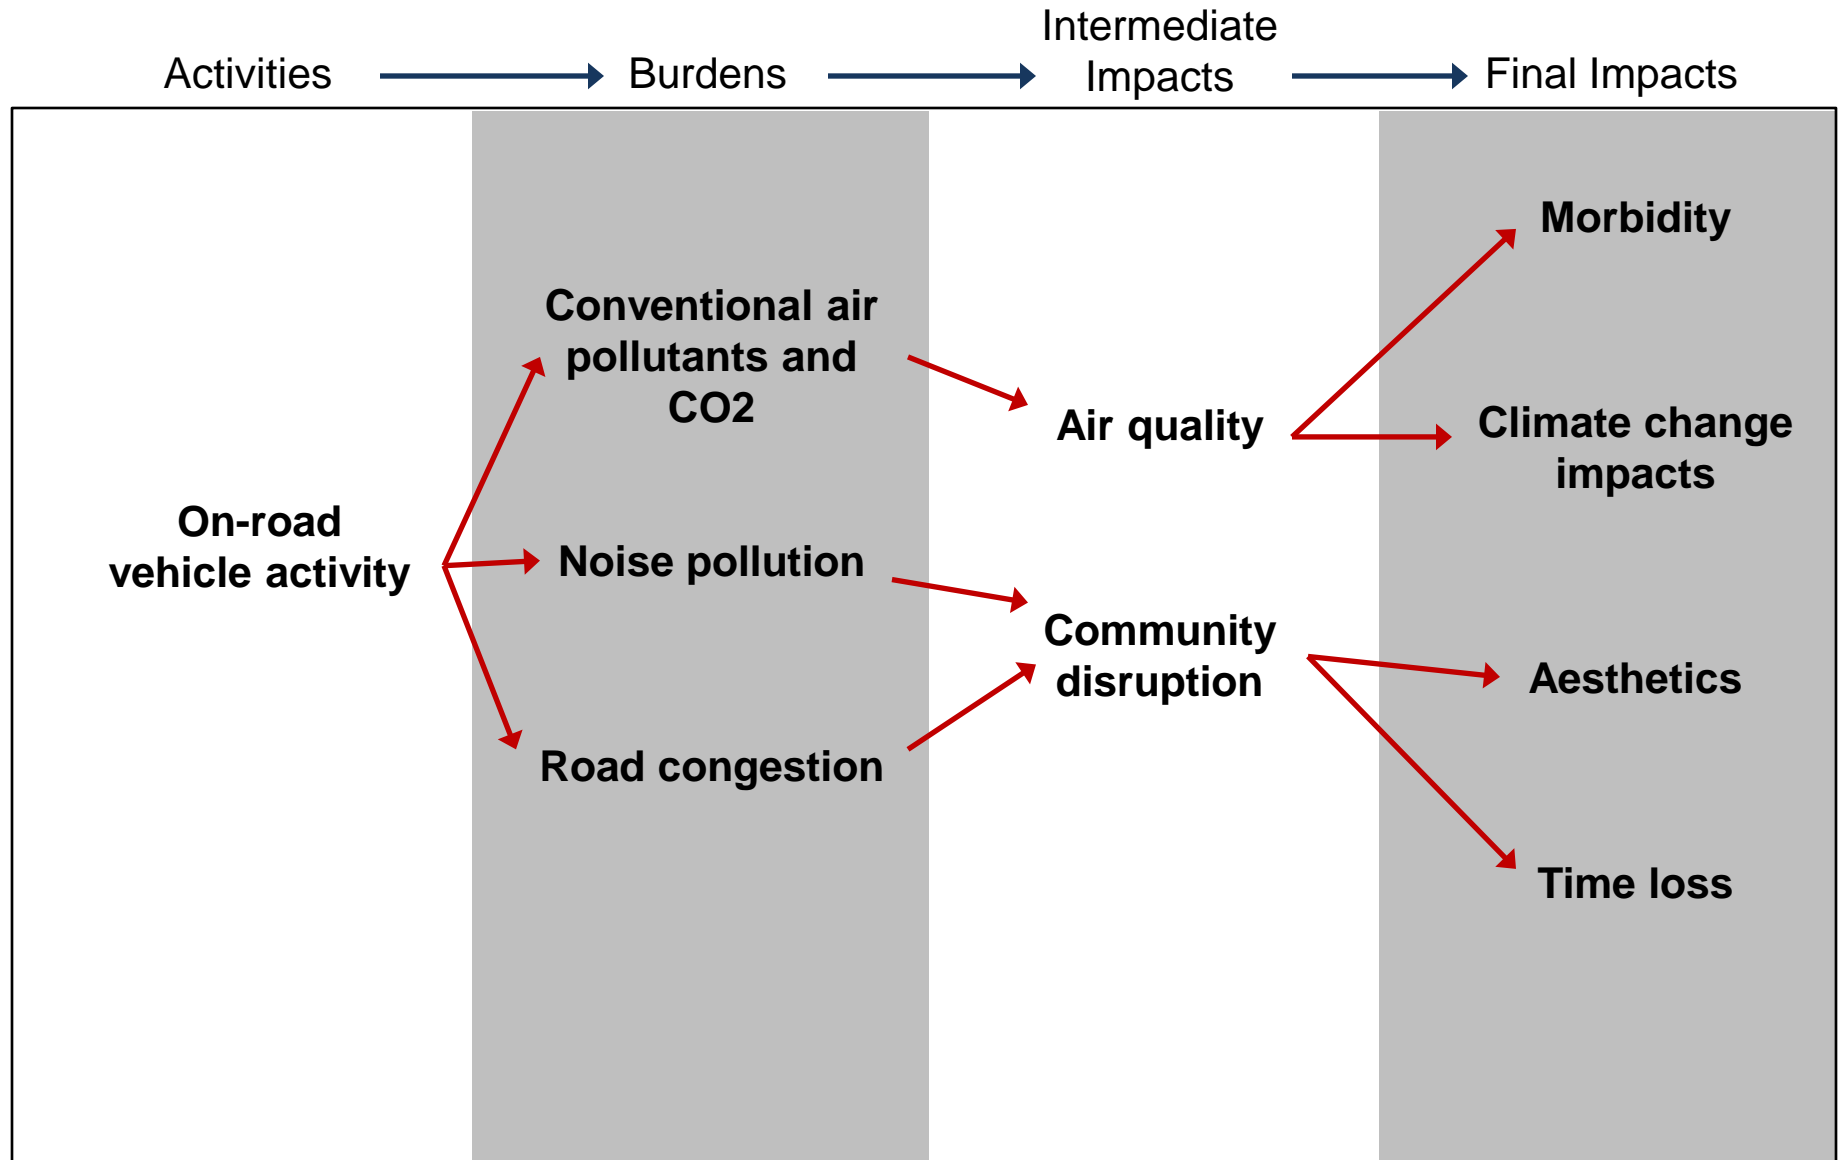 Activities
Burdens
Intermediate
Impacts
Final Impacts
On-road
vehicle activity
Conventional air
pollutants and
CO2
Noise pollution
Road congestion
Air quality
Community
disruption
Morbidity
Climate change
impacts
Aesthetics
Time loss